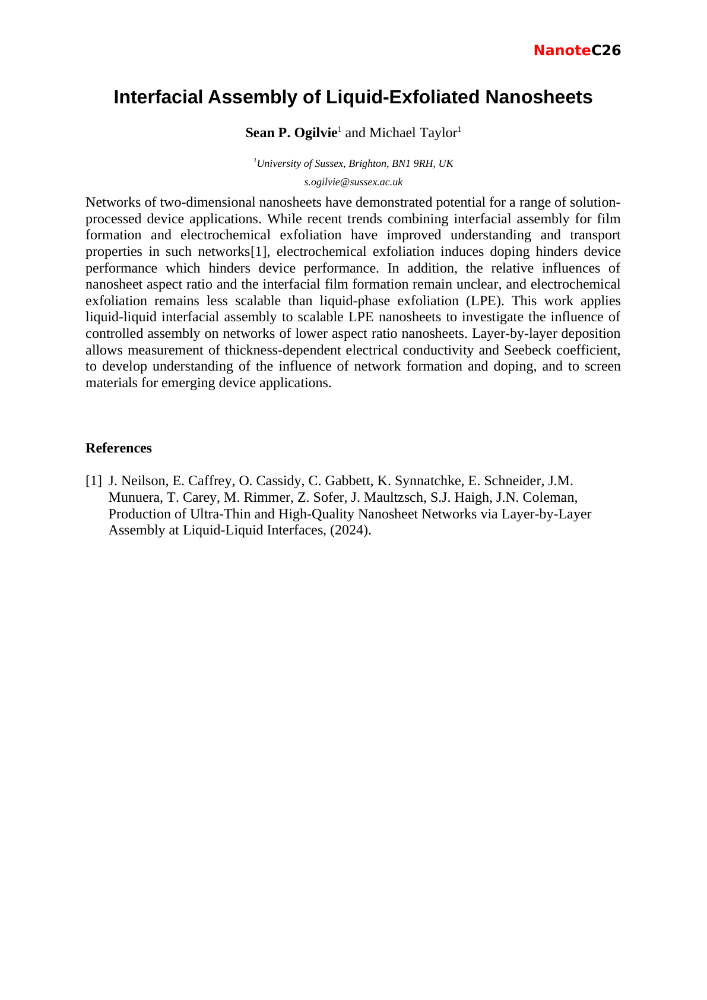 NanoteC26
Interfacial Assembly of Liquid-Exfoliated Nanosheets
Sean P. Ogilvie1 and Michael Taylor1
1University of Sussex, Brighton, BN1 9RH, UK
s.ogilvie@sussex.ac.uk
Networks of two-dimensional nanosheets have demonstrated potential for a range of solution-
processed device applications. While recent trends combining interfacial assembly for film
formation and electrochemical exfoliation have improved understanding and transport
properties in such networks[1], electrochemical exfoliation induces doping hinders device
performance which hinders device performance. In addition, the relative influences of
nanosheet aspect ratio and the interfacial film formation remain unclear, and electrochemical
exfoliation remains less scalable than liquid-phase exfoliation (LPE). This work applies
liquid-liquid interfacial assembly to scalable LPE nanosheets to investigate the influence of
controlled assembly on networks of lower aspect ratio nanosheets. Layer-by-layer deposition
allows measurement of thickness-dependent electrical conductivity and Seebeck coefficient,
to develop understanding of the influence of network formation and doping, and to screen
materials for emerging device applications.
References
[1] J. Neilson, E. Caffrey, O. Cassidy, C. Gabbett, K. Synnatchke, E. Schneider, J.M.
Munuera, T. Carey, M. Rimmer, Z. Sofer, J. Maultzsch, S.J. Haigh, J.N. Coleman,
Production of Ultra-Thin and High-Quality Nanosheet Networks via Layer-by-Layer
Assembly at Liquid-Liquid Interfaces, (2024).